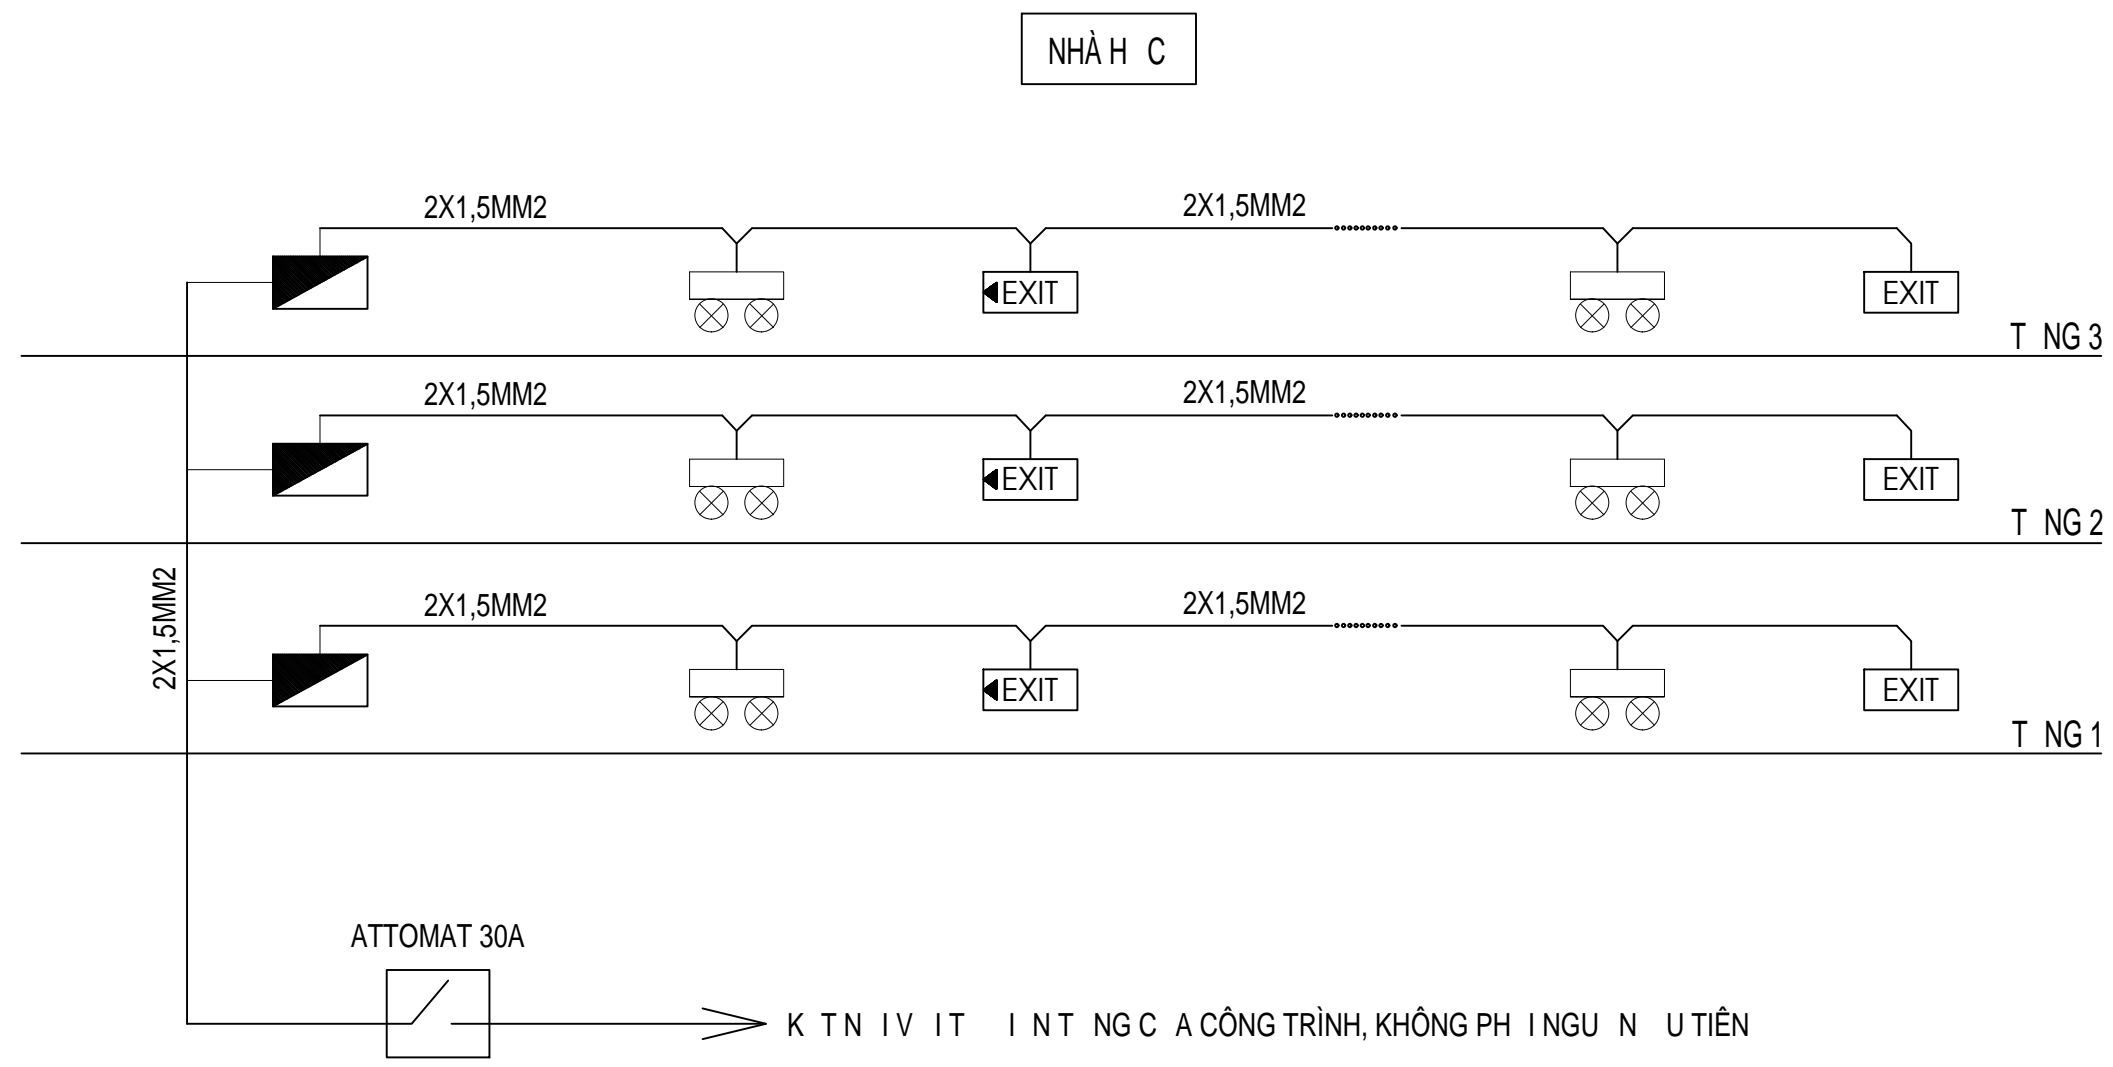 NHÀ H C
2X1,5MM2 2X1,5MM2
EXIT EXIT
T NG 3
2X1,5MM2 2X1,5MM2
EXIT EXIT
T NG 2
2X1,5MM2
2X1,5MM2 2X1,5MM2
EXIT EXIT
T NG 1
ATTOMAT 30A
K T N I V I T I N T NG C A CÔNG TRÌNH, KHÔNG PH I NGU N U TIÊN